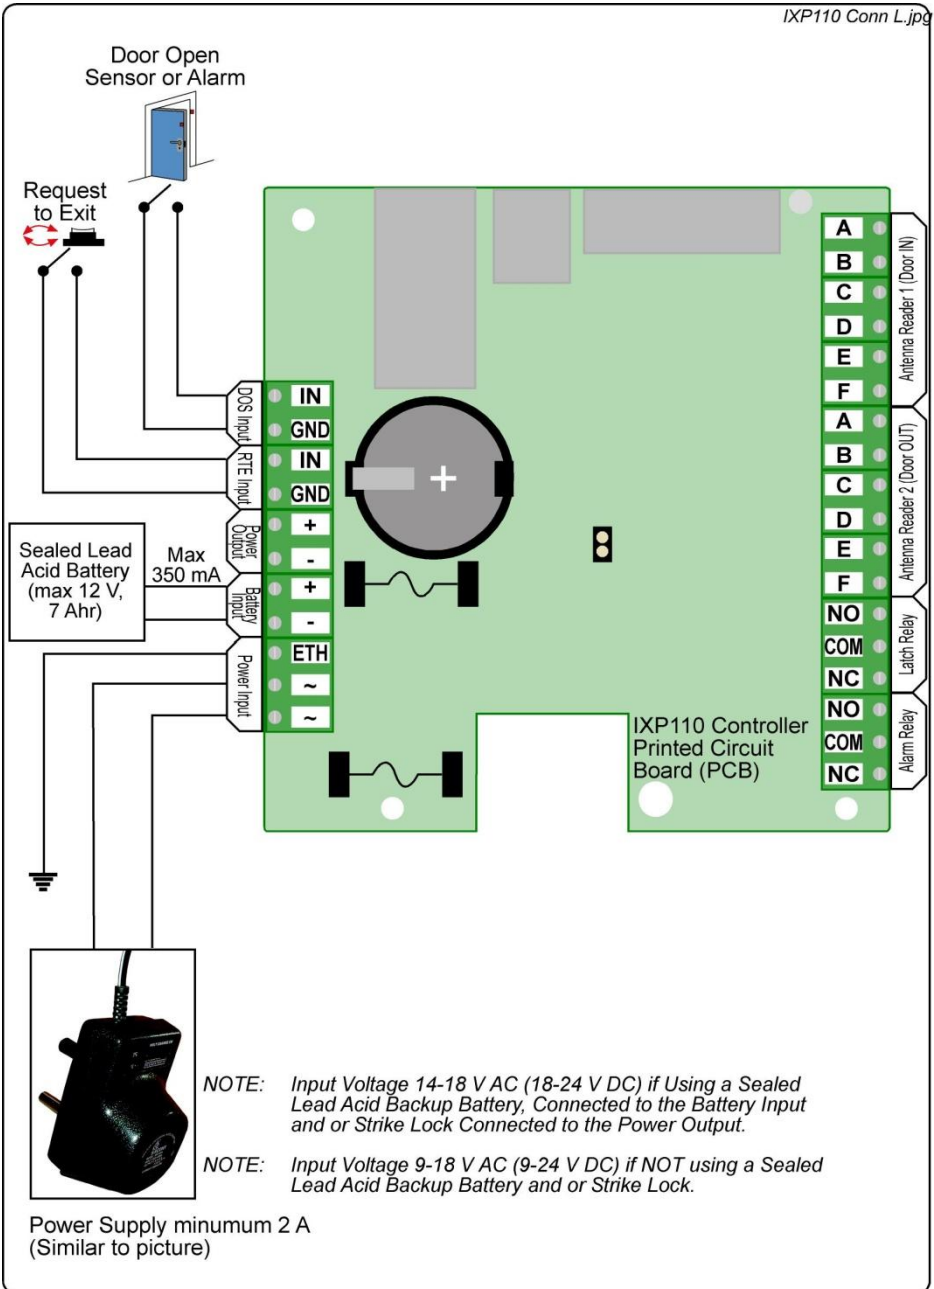 IXP110 Conn L.jpg
Door Open
Sensor or Alarm
Request
to Exit
DOS Input
IN
GND
RTE Input
IN
GND
Power
Output
+
-
Sealed Lead
Acid Battery
(max 12 V,
7 Ahr)
Max
350 mA
Battery
Input
+
-
Power Input
ETH
~
~
+
A
B
C
D
E
F
Antenna Reader 1 (Door IN)
A
B
C
D
E
F
Antenna Reader 2 (Door OUT)
NO
COM
NC
Latch Relay
NO
COM
NC
Alarm Relay
IXP110 Controller
Printed Circuit
Board (PCB)
NOTE: Input Voltage 14-18 V AC (18-24 V DC) if Using a Sealed
Lead Acid Backup Battery, Connected to the Battery Input
and or Strike Lock Connected to the Power Output.
NOTE: Input Voltage 9-18 V AC (9-24 V DC) if NOT using a Sealed
Lead Acid Backup Battery and or Strike Lock.
Power Supply minumum 2 A
(Similar to picture)